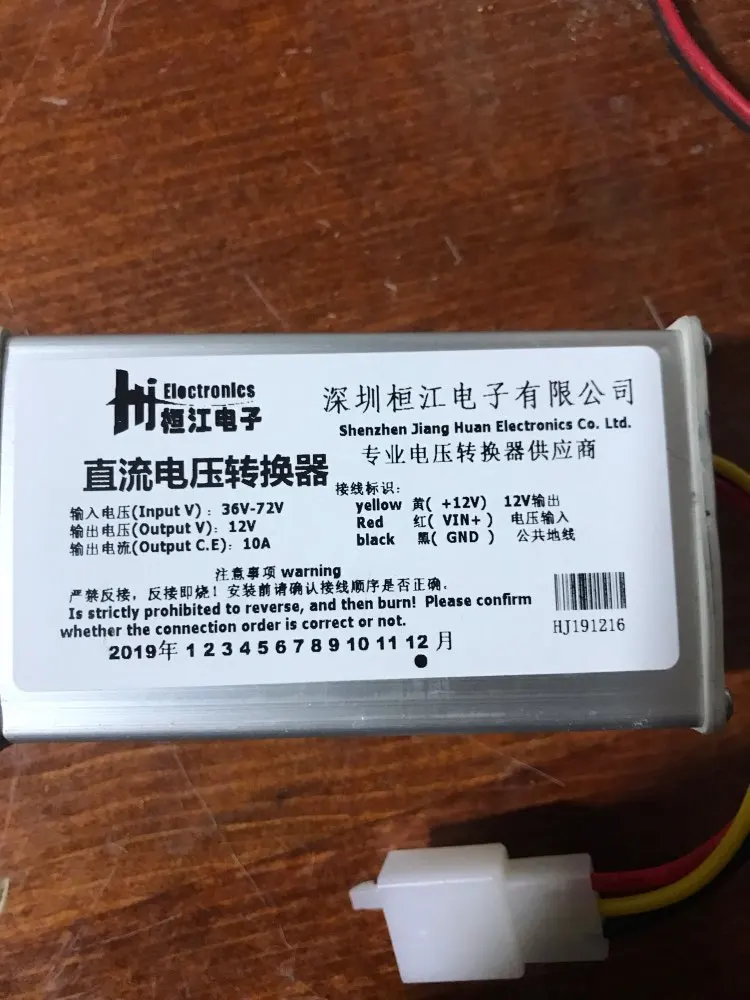 Hj Electronics
桓江电子
深圳桓江电子有限公司
Shenzhen Jiang Huan Electronics Co. Ltd.
专业电压转换器供应商
直流电压转换器
输入电压(Input V)：36V-72V
输出电压(Output V)：12V
输出电流(Output C.E)：10A
接线标识：
yellow 黄( +12V) 12V输出
Red 红( VIN+ ) 电压输入
black 黑( GND ) 公共地线
注意事项 warning
严禁反接，反接即烧！安装前请确认接线顺序是否正确.
Is strictly prohibited to reverse, and then burn! Please confirm
whether the connection order is correct or not.
2019年 1 2 3 4 5 6 7 8 9 10 11 12 月
HJ191216